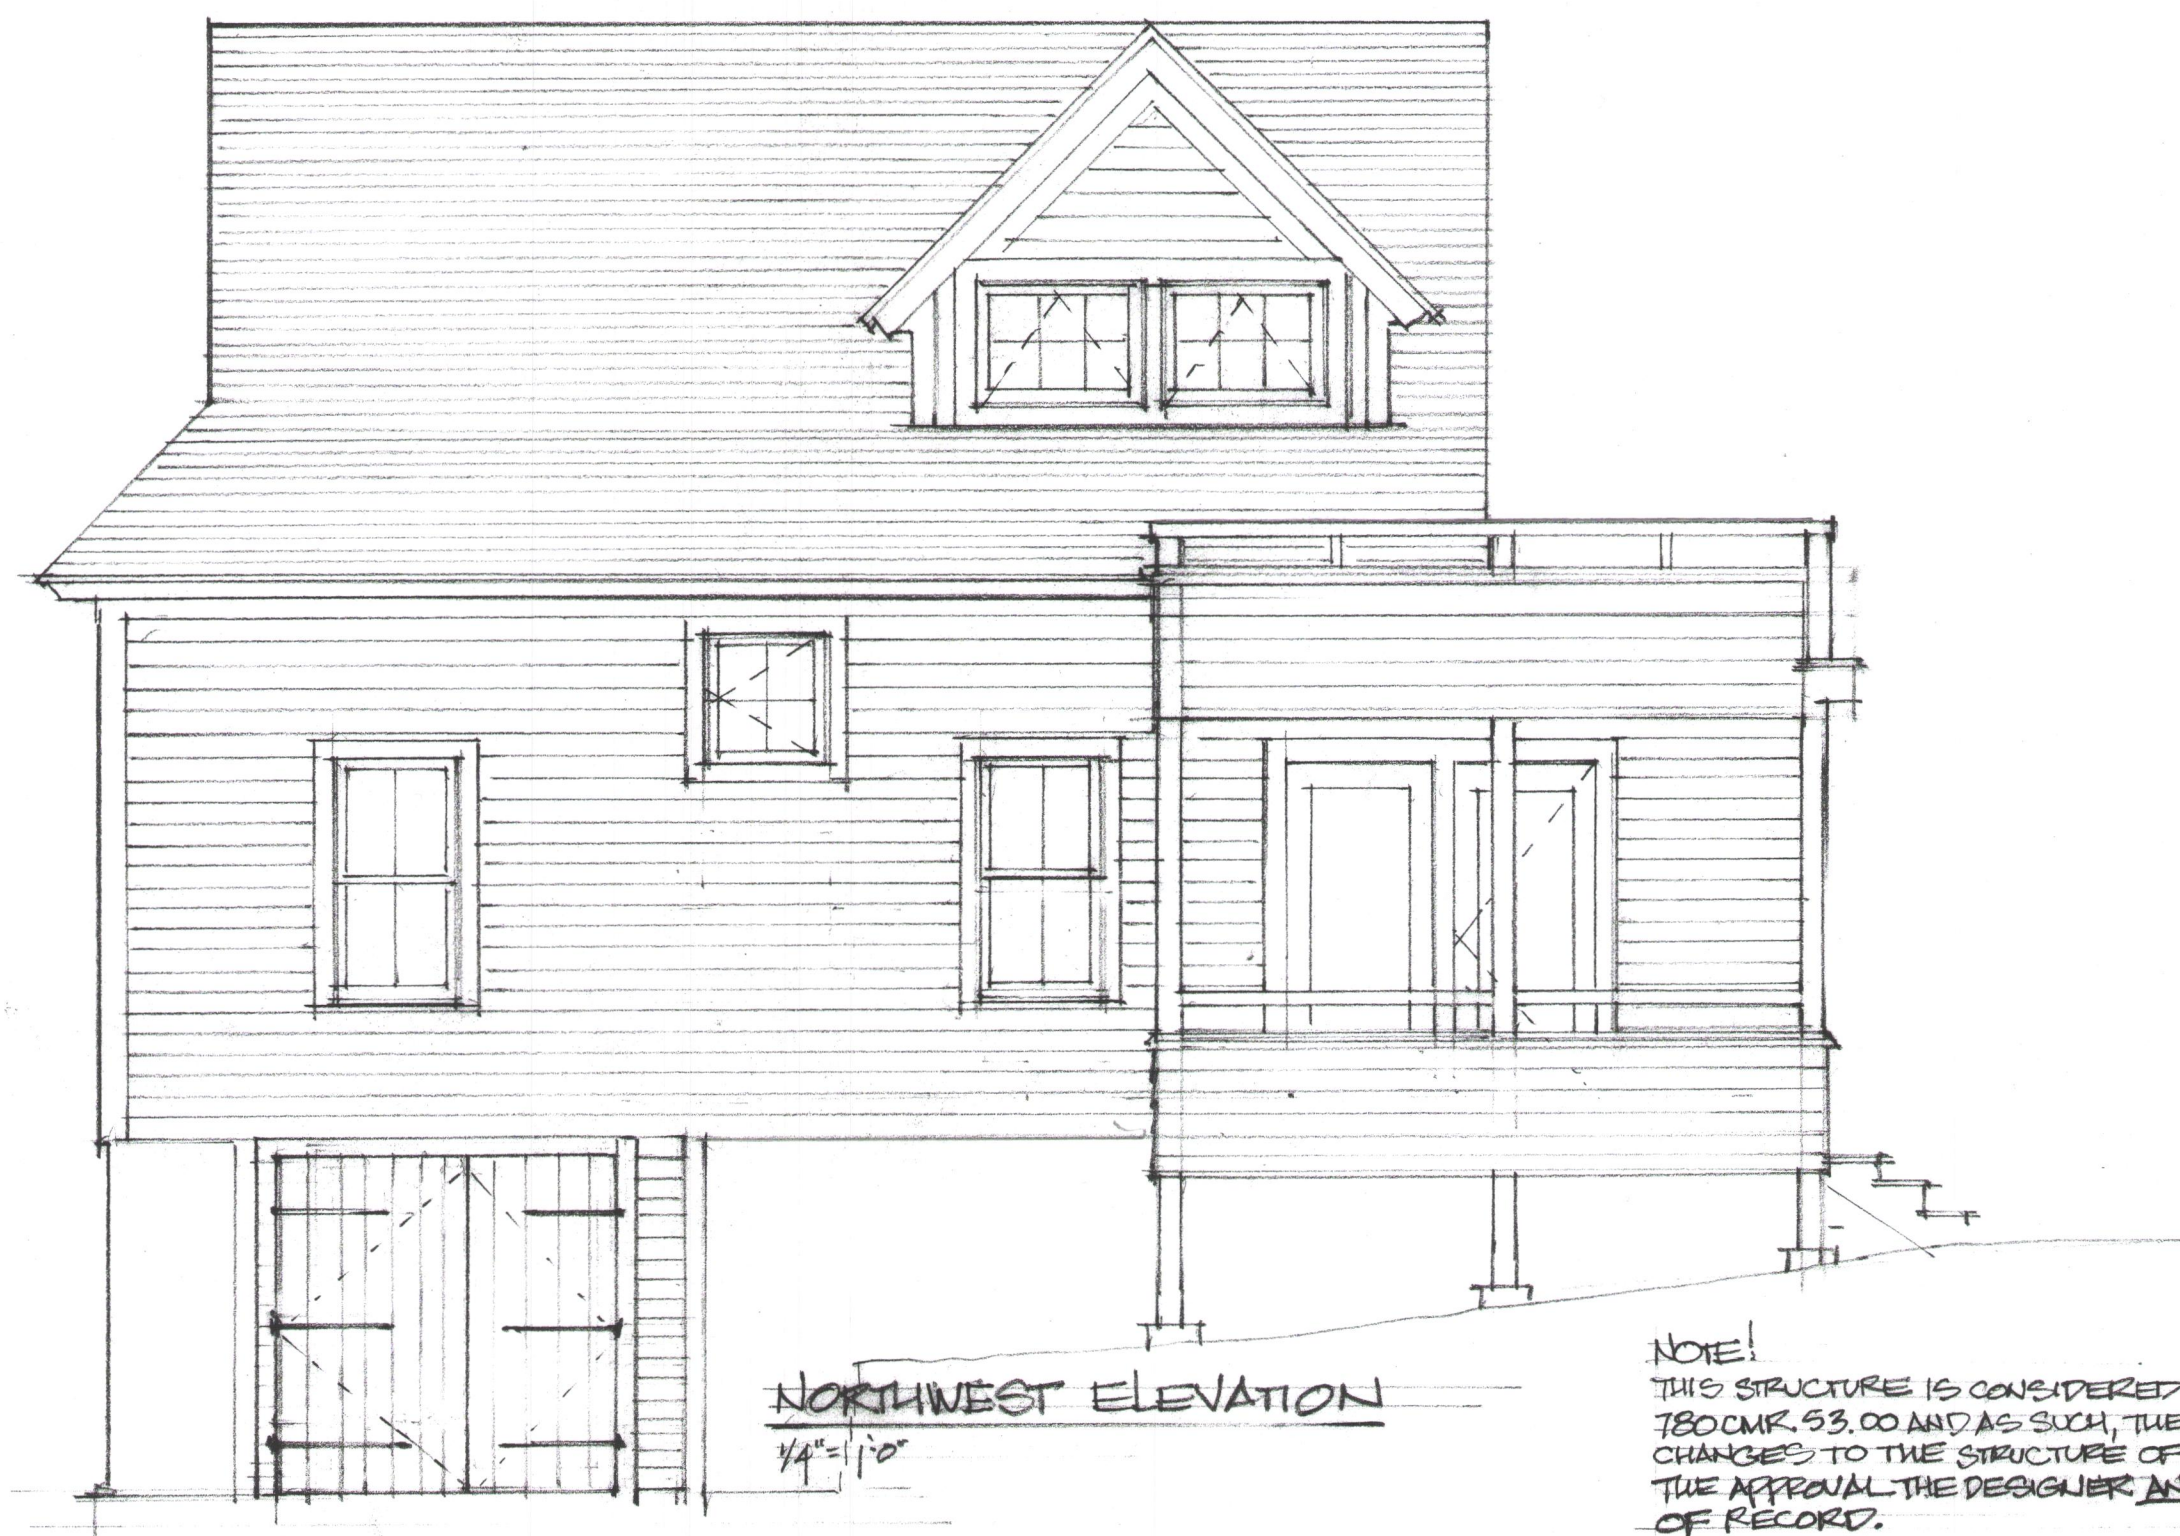 NORTHWEST ELEVATION
1/4"=1'-0"
NOTE!
THIS STRUCTURE IS CONSIDERED
780 CMR. 53.00 AND AS SUCH, THE
CHANGES TO THE STRUCTURE OF
THE APPROVAL THE DESIGNER AN
OF RECORD.